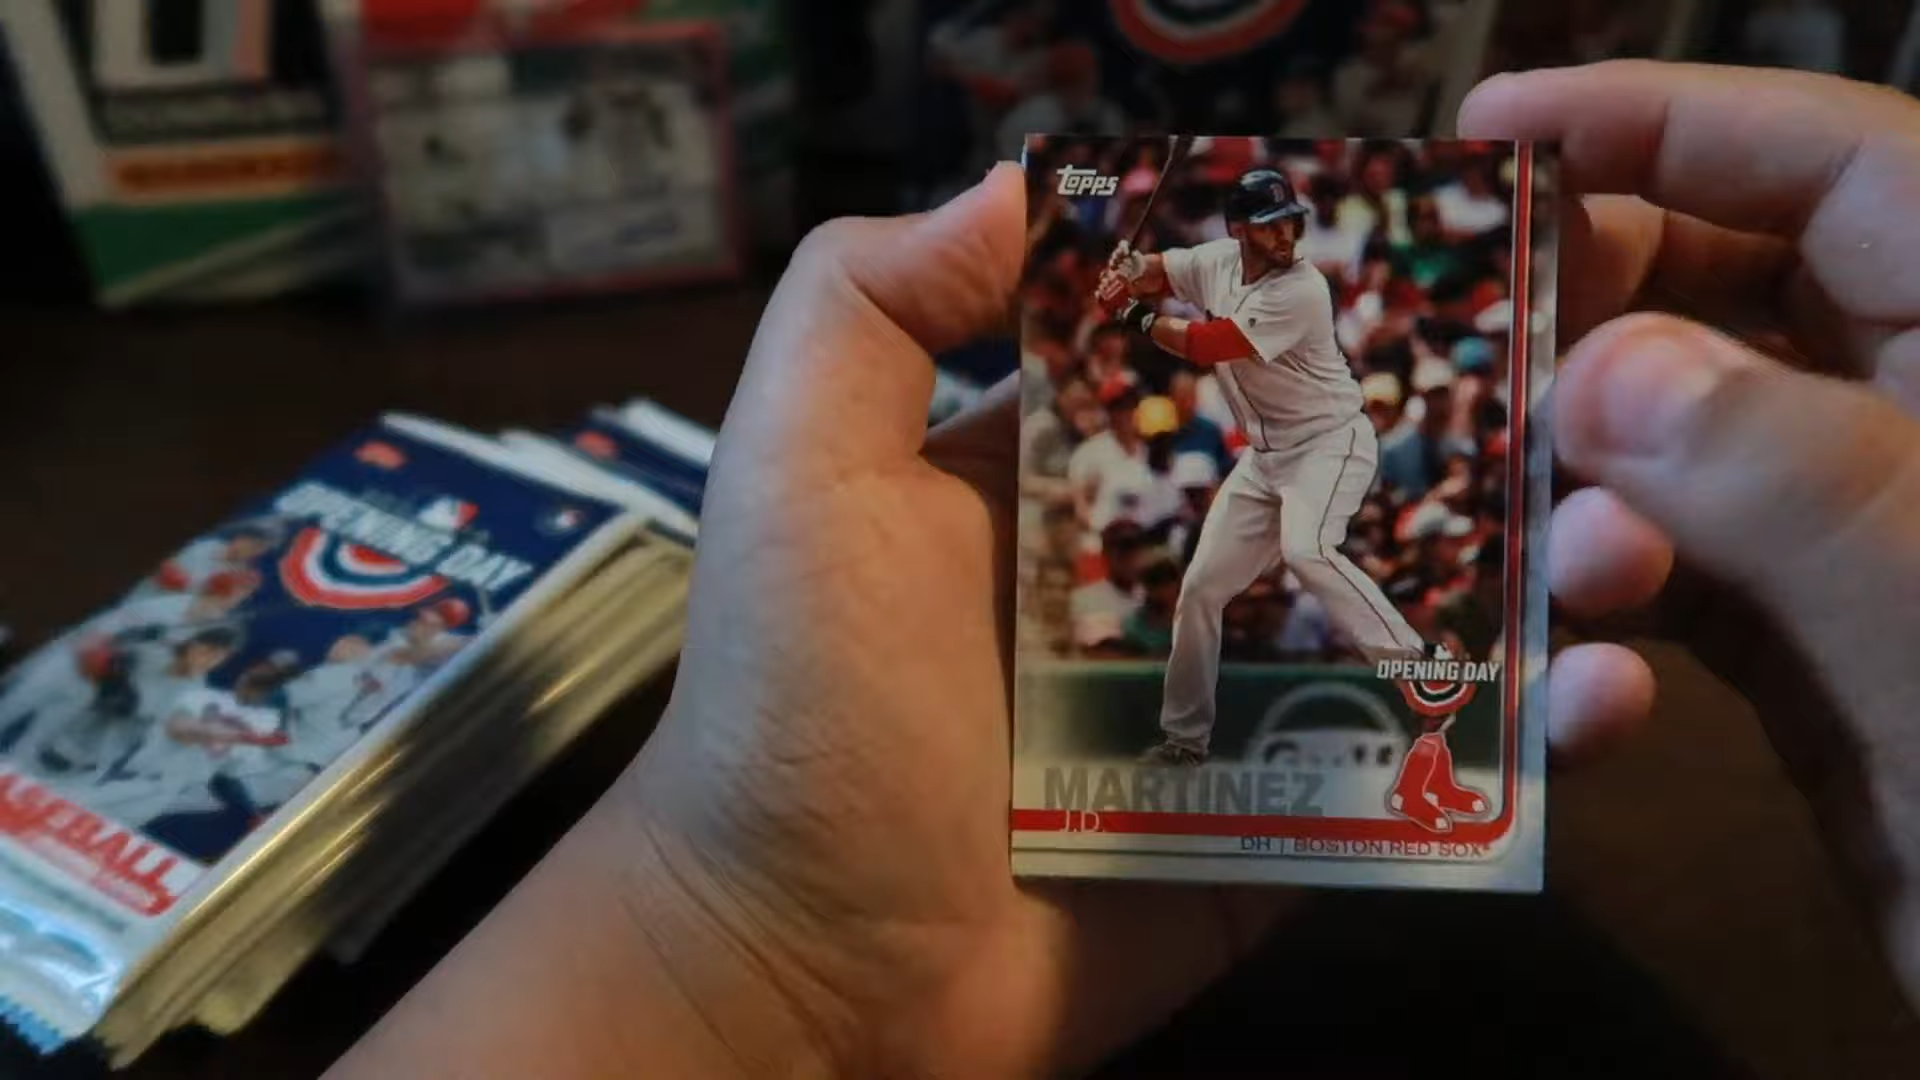 Topps
OPENING DAY
MARTINEZ
J.D.
DH | BOSTON RED SOX
OPENING DAY
BASEBALL